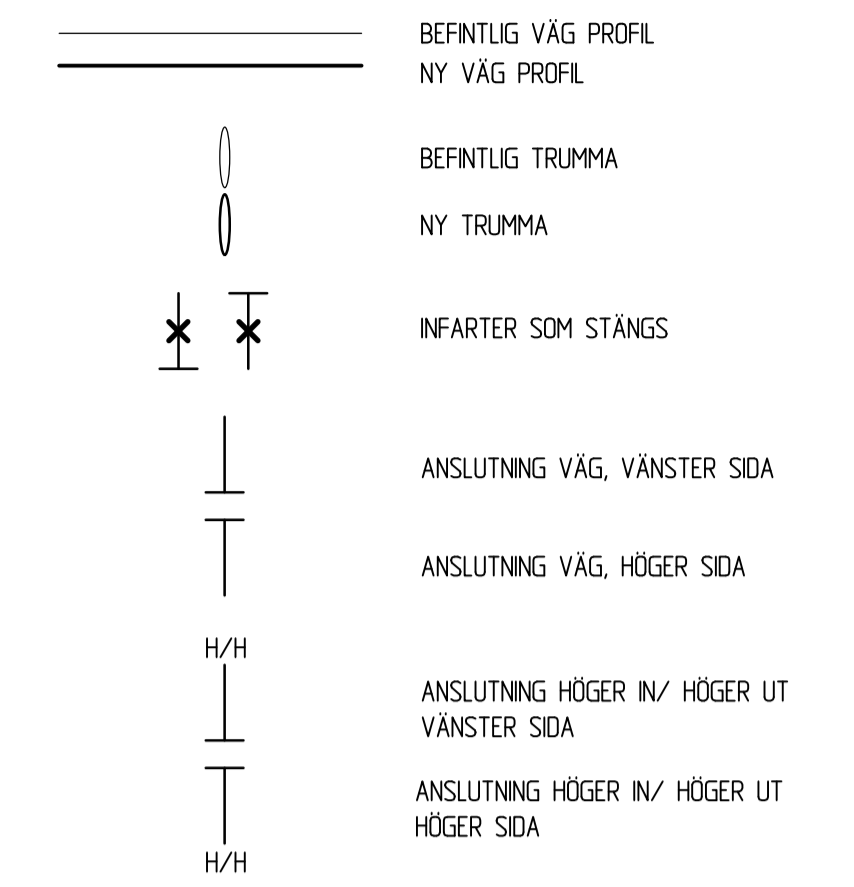 BEFINTLIG VÄG PROFIL
NY VÄG PROFIL
BEFINTLIG TRUMMA
NY TRUMMA
INFARTER SOM STÄNGS
ANSLUTNING VÄG, VÄNSTER SIDA
ANSLUTNING VÄG, HÖGER SIDA
H/H
ANSLUTNING HÖGER IN/ HÖGER UT
VÄNSTER SIDA
ANSLUTNING HÖGER IN/ HÖGER UT
HÖGER SIDA
H/H